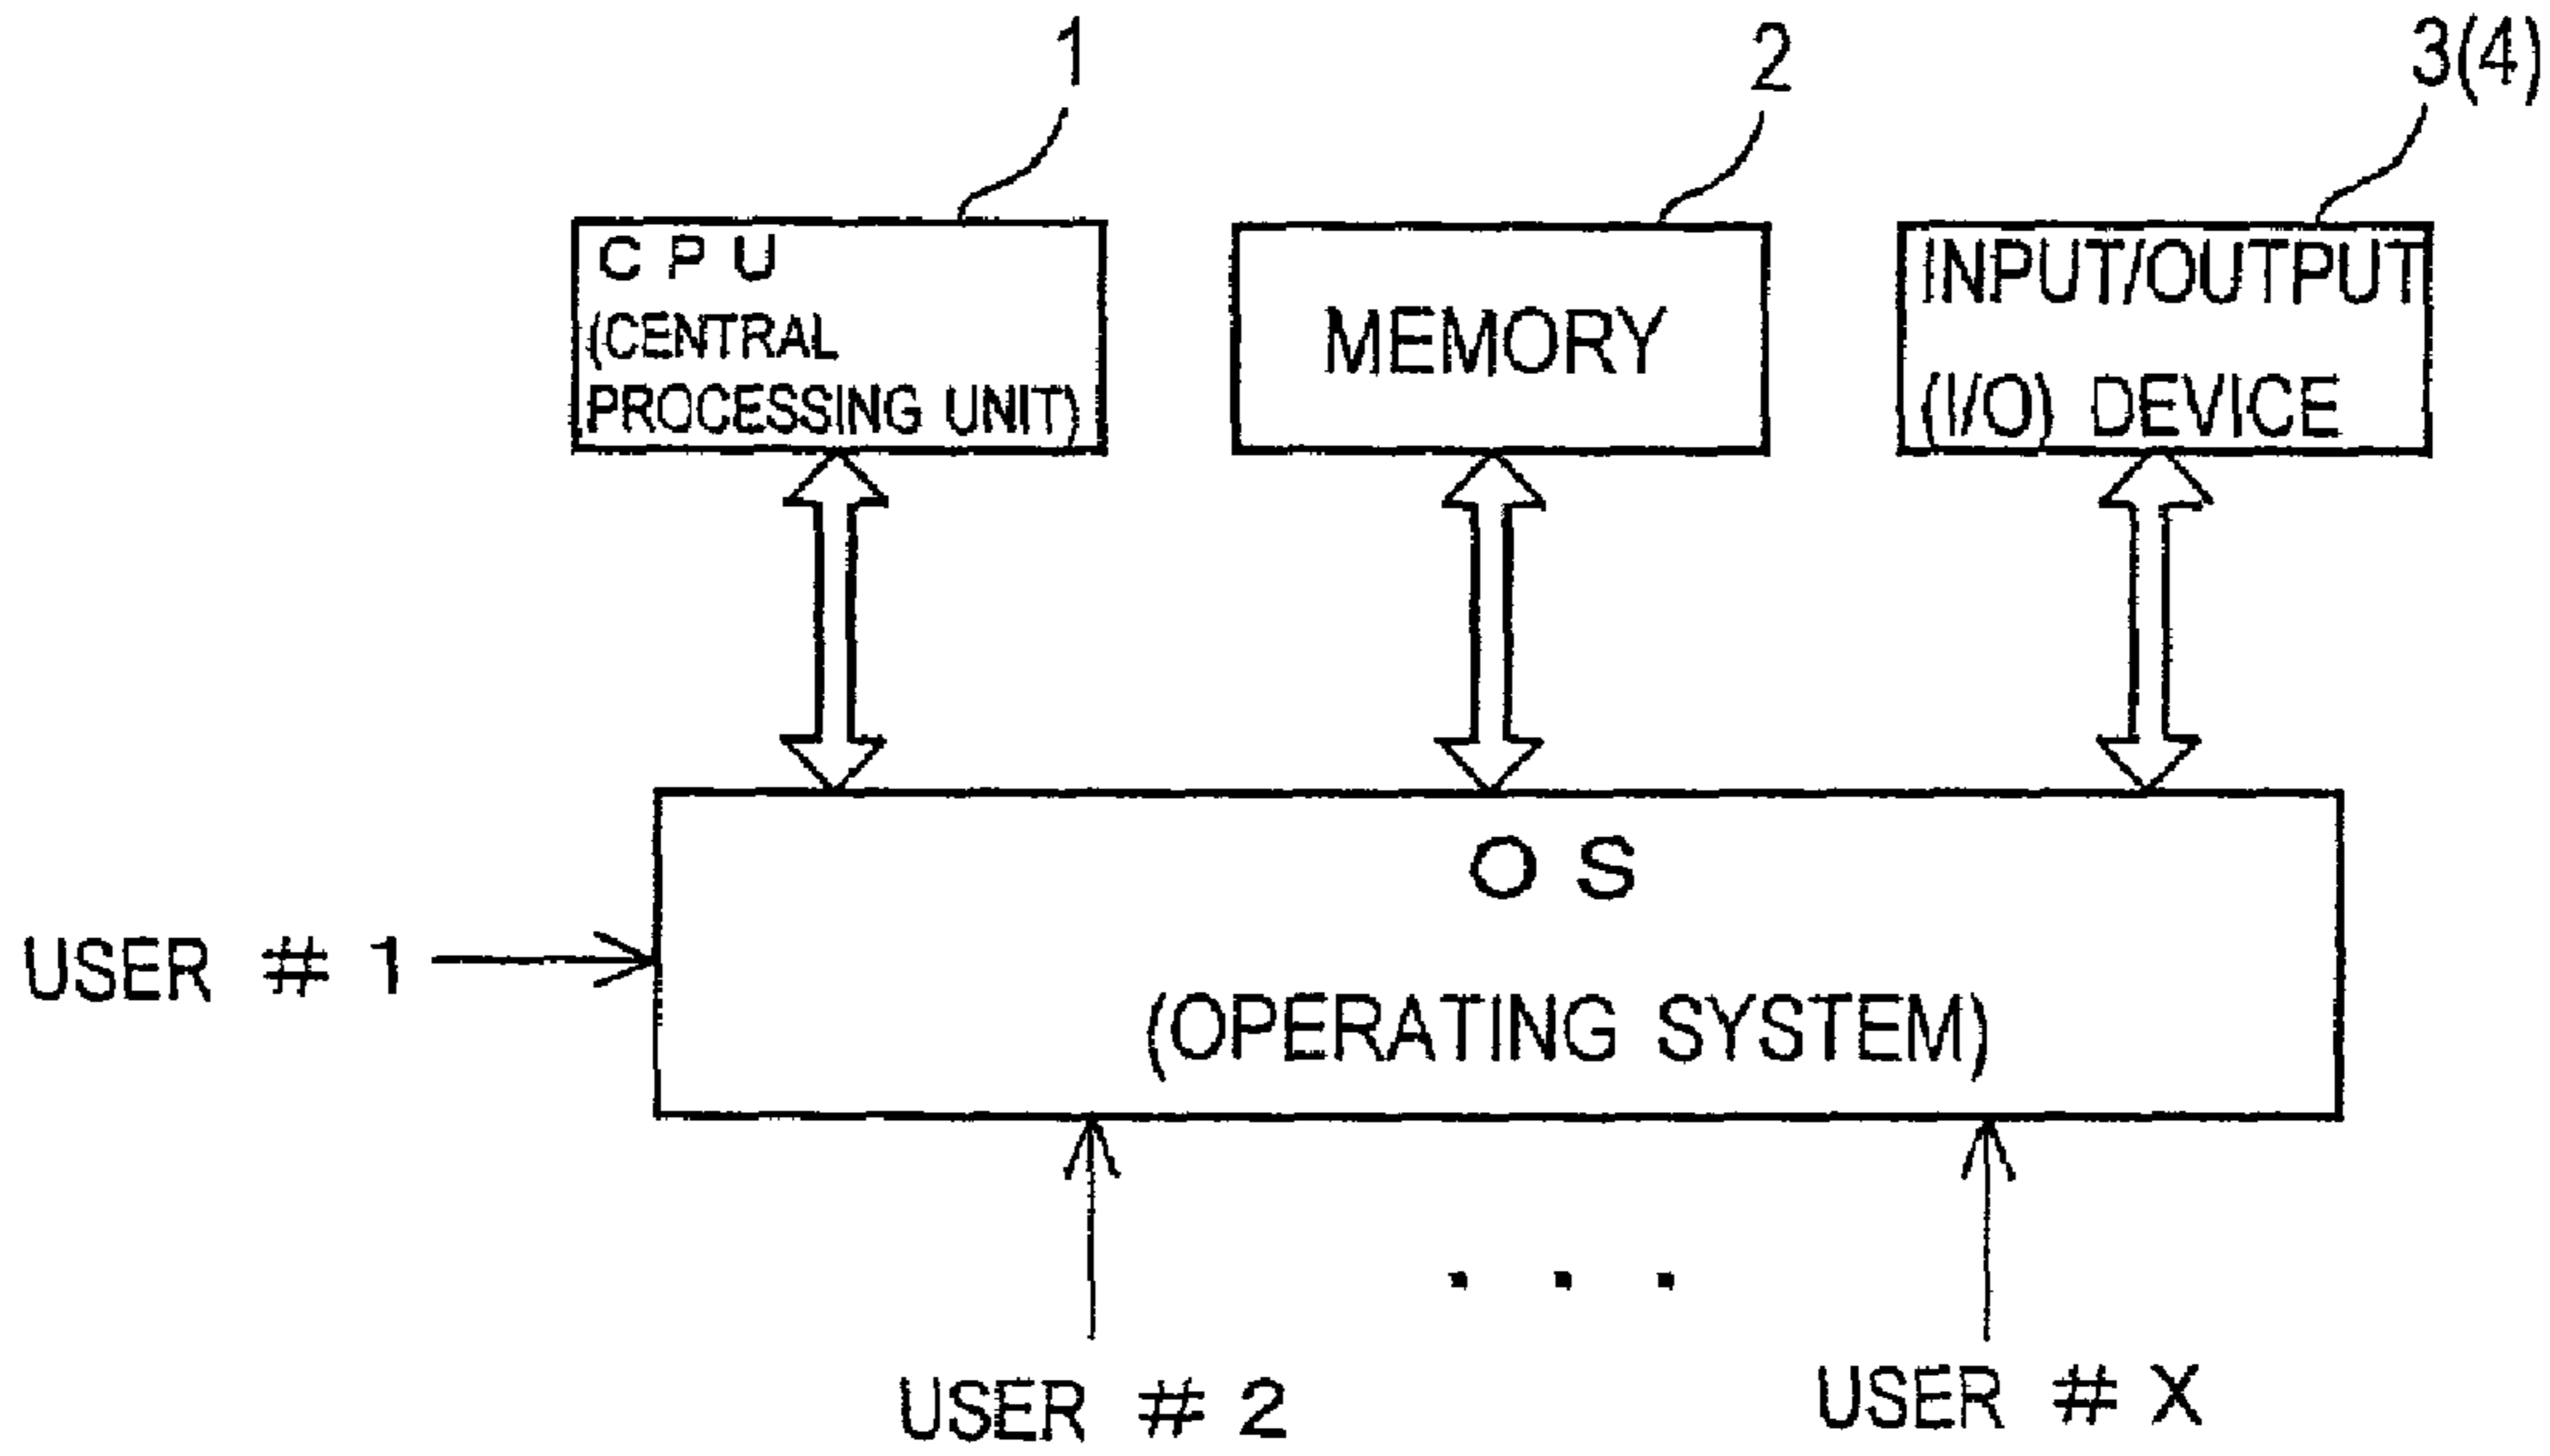 1
2
3(4)
C P U
(CENTRAL
PROCESSING UNIT)
MEMORY
INPUT/OUTPUT
(I/O) DEVICE
O S
(OPERATING SYSTEM)
USER # 1
. . .
USER # 2
USER # X